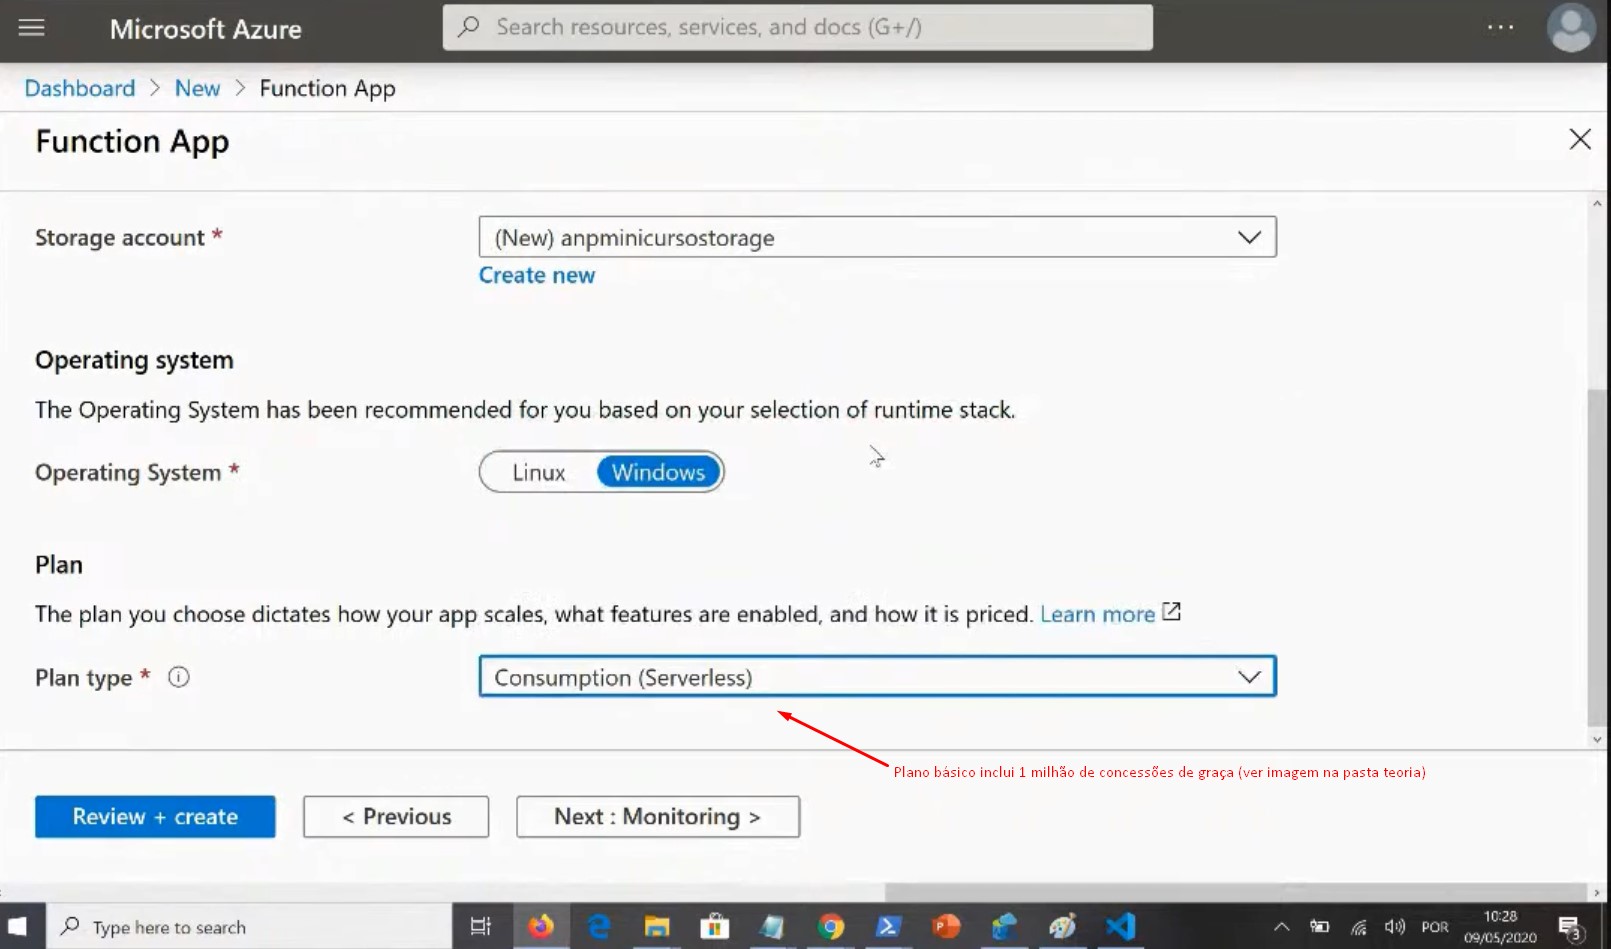 Microsoft Azure
Search resources, services, and docs (G+/)
Dashboard > New > Function App
Function App
Storage account *
(New) anpminicursostorage
Create new
Operating system
The Operating System has been recommended for you based on your selection of runtime stack.
Operating System *
Linux Windows
Plan
The plan you choose dictates how your app scales, what features are enabled, and how it is priced. Learn more
Plan type *
Consumption (Serverless)
Plano básico inclui 1 milhão de concessões de graça (ver imagem na pasta teoria)
Review + create
< Previous
Next : Monitoring >
Type here to search
POR
10:28
09/05/2020
3